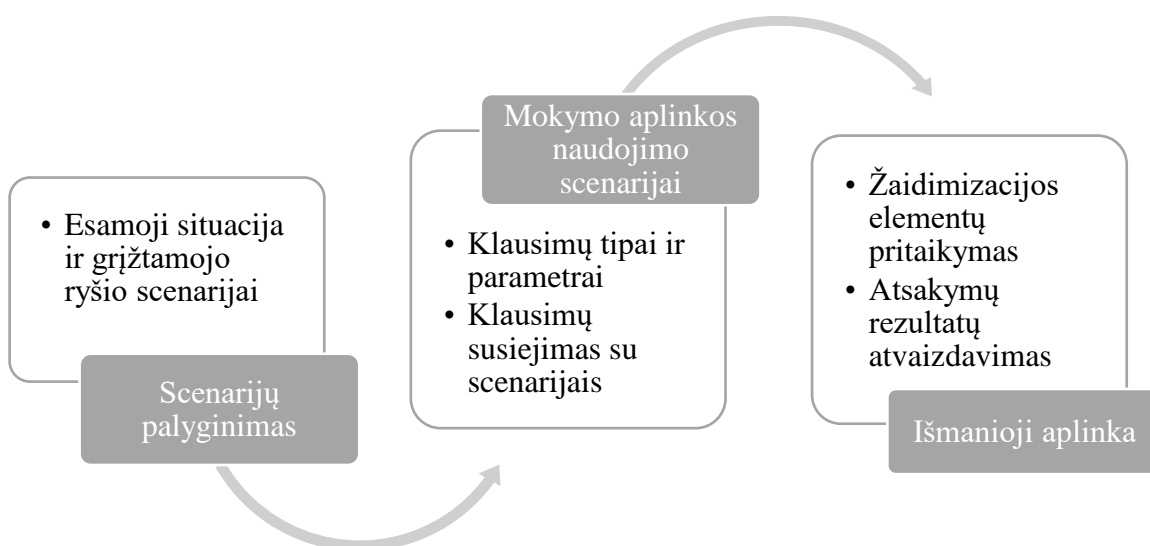 • Esamoji situacija
ir grįžtamojo
ryšio scenarijai
Scenarijų
palyginimas
Mokymo aplinkos
naudojimo
scenarijai
• Klausimų tipai ir
parametrai
• Klausimų
susiejimas su
scenarijais
• Žaidimizacijos
elementų
pritaikymas
• Atsakymų
rezultatų
atvaizdavimas
Išmanioji aplinka